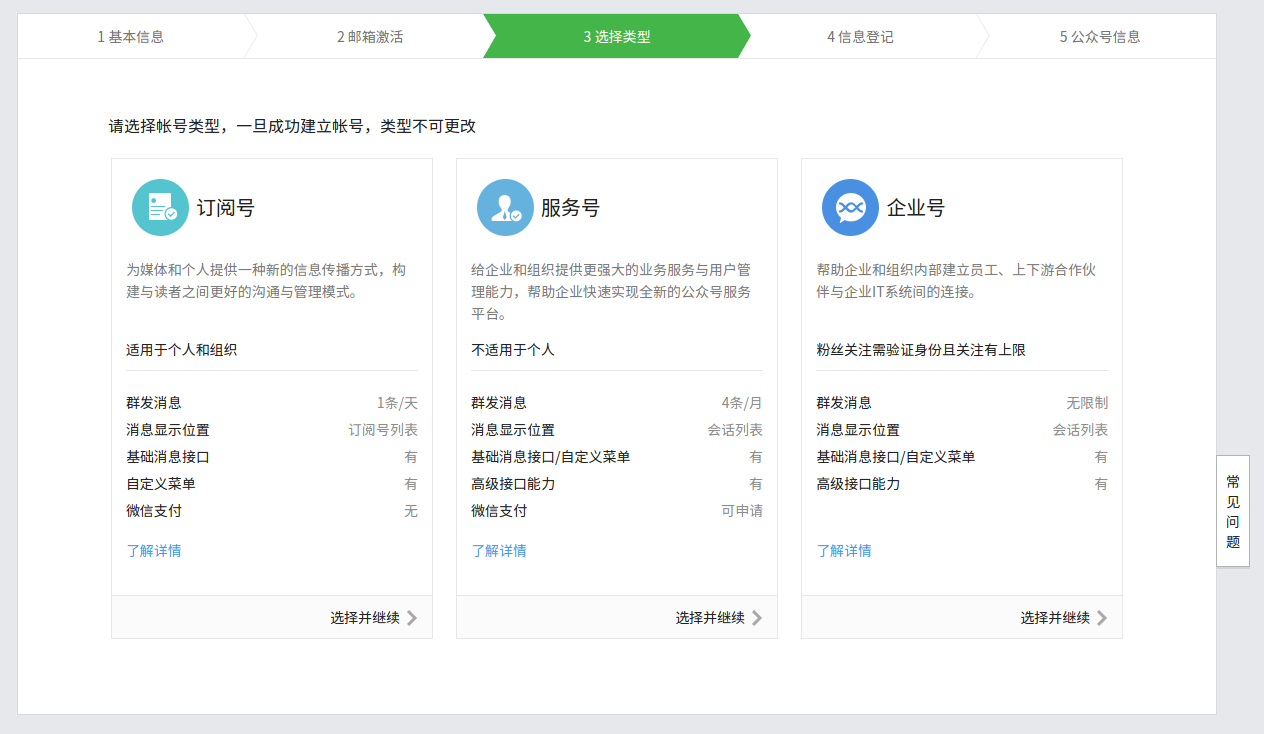 1 基本信息
2 邮箱激活
3 选择类型
4 信息登记
5 公众号信息
请选择帐号类型，一旦成功建立帐号，类型不可更改
订阅号
为媒体和个人提供一种新的信息传播方式，构
建与读者之间更好的沟通与管理模式。
适用于个人和组织
群发消息 1条/天
消息显示位置 订阅号列表
基础消息接口 有
自定义菜单 有
微信支付 无
了解详情
选择并继续
服务号
给企业和组织提供更强大的业务服务与用户管
理能力，帮助企业快速实现全新的公众号服务
平台。
不适用于个人
群发消息 4条/月
消息显示位置 会话列表
基础消息接口/自定义菜单 有
高级接口能力 有
微信支付 可申请
了解详情
选择并继续
企业号
帮助企业和组织内部建立员工、上下游合作伙
伴与企业IT系统间的连接。
粉丝关注需验证身份且关注有上限
群发消息 无限制
消息显示位置 会话列表
基础消息接口/自定义菜单 有
高级接口能力 有
了解详情
选择并继续
常见问题